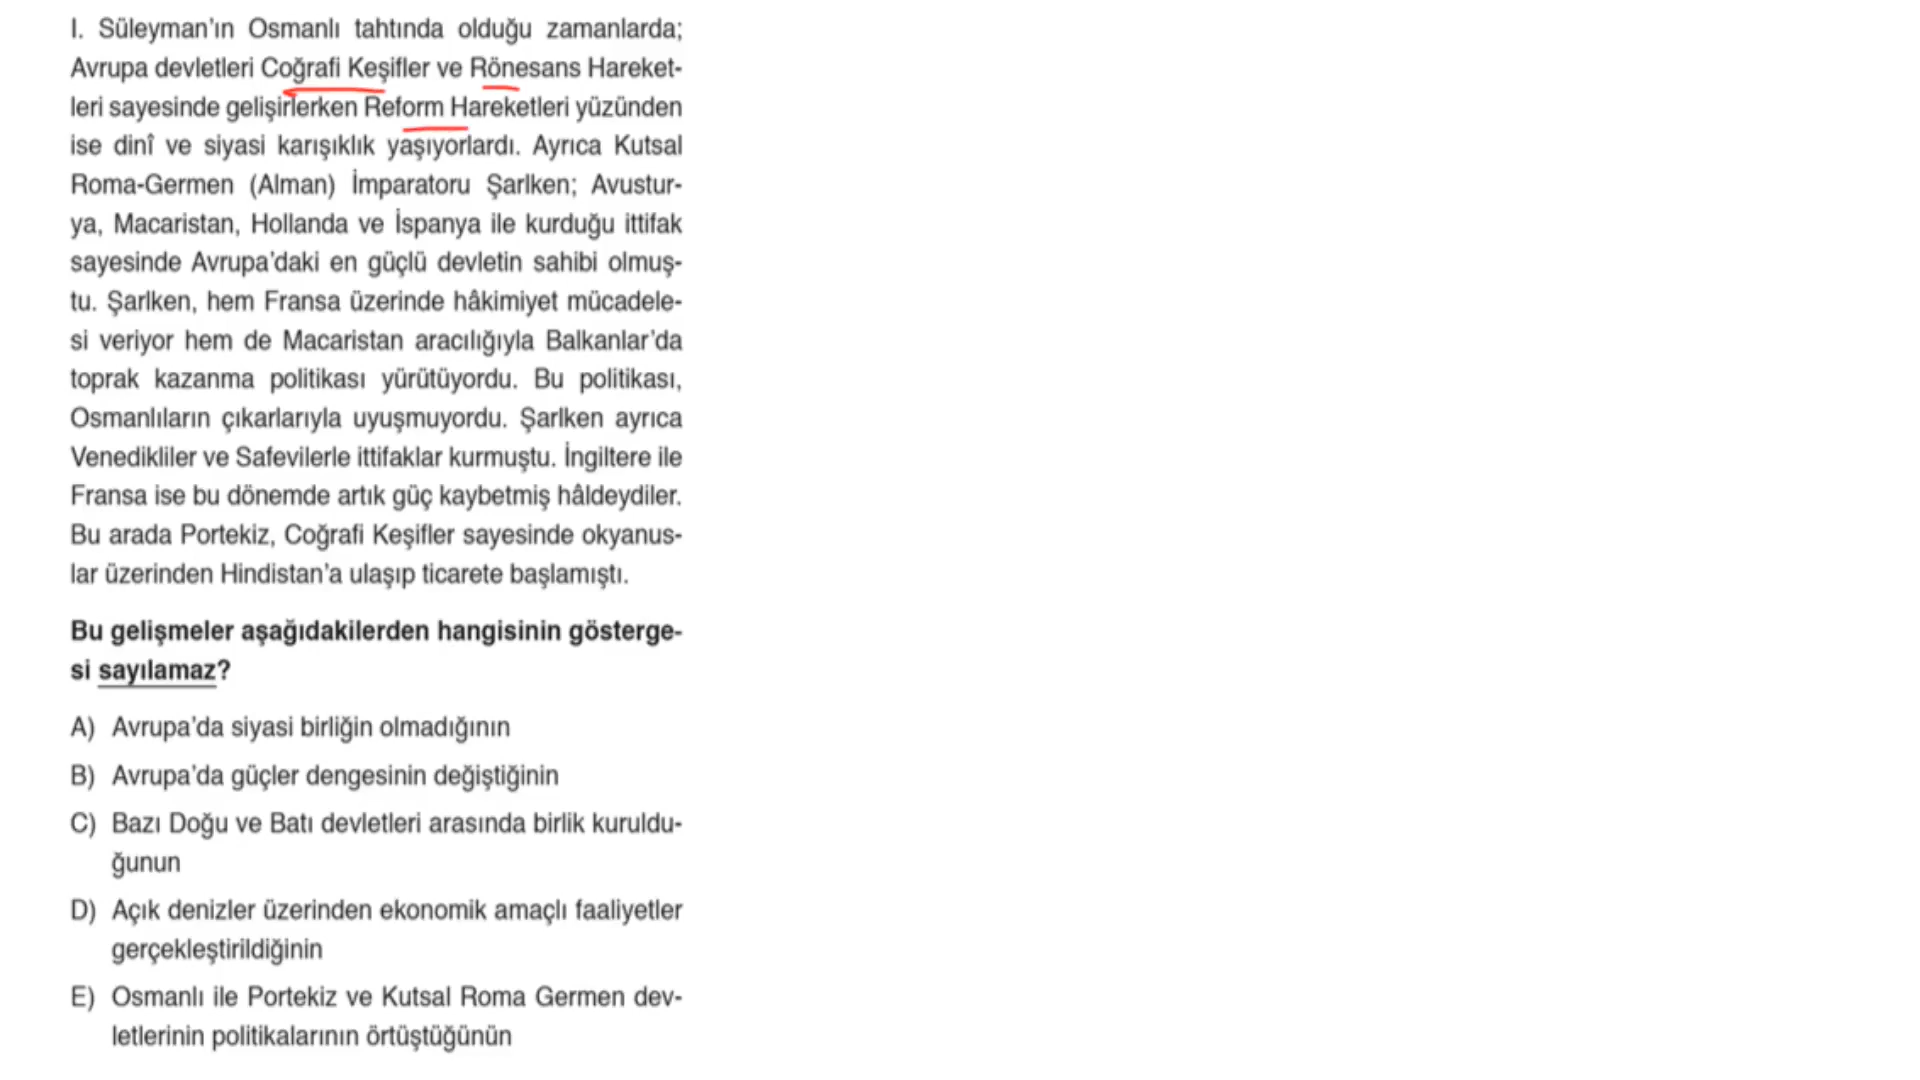 I. Süleyman'ın Osmanlı tahtında olduğu zamanlarda;
Avrupa devletleri Coğrafi Keşifler ve Rönesans Hareket-
leri sayesinde gelişirlerken Reform Hareketleri yüzünden
ise dinî ve siyasi karışıklık yaşıyorlardı. Ayrıca Kutsal
Roma-Germen (Alman) İmparatoru Şarlken; Avustur-
ya, Macaristan, Hollanda ve İspanya ile kurduğu ittifak
sayesinde Avrupa'daki en güçlü devletin sahibi olmuş-
tu. Şarlken, hem Fransa üzerinde hâkimiyet mücadele-
si veriyor hem de Macaristan aracılığıyla Balkanlar'da
toprak kazanma politikası yürütüyordu. Bu politikası,
Osmanlıların çıkarlarıyla uyuşmuyordu. Şarlken ayrıca
Venedikliler ve Safevilerle ittifaklar kurmuştu. İngiltere ile
Fransa ise bu dönemde artık güç kaybetmiş hâldeydiler.
Bu arada Portekiz, Coğrafi Keşifler sayesinde okyanus-
lar üzerinden Hindistan'a ulaşıp ticarete başlamıştı.
Bu gelişmeler aşağıdakilerden hangisinin gösterge-
si sayılamaz?
A) Avrupa'da siyasi birliğin olmadığının
B) Avrupa'da güçler dengesinin değiştiğinin
C) Bazı Doğu ve Batı devletleri arasında birlik kuruldu-
ğunun
D) Açık denizler üzerinden ekonomik amaçlı faaliyetler
gerçekleştirildiğinin
E) Osmanlı ile Portekiz ve Kutsal Roma Germen dev-
letlerinin politikalarının örtüştüğünün